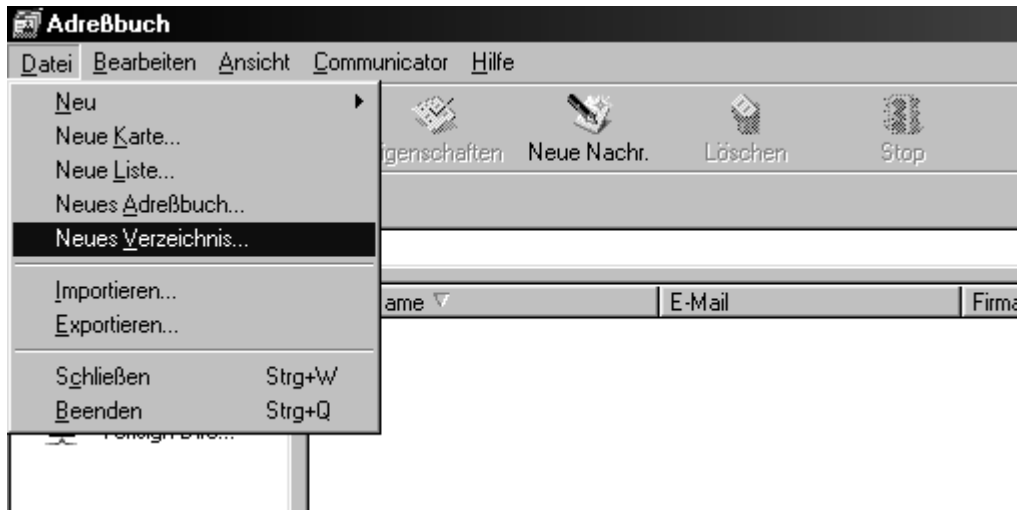 Adreßbuch
Datei Bearbeiten Ansicht Communicator Hilfe
Neu
Neue Karte...
Neue Liste...
Neues Adreßbuch...
Neues Verzeichnis...
Importieren...
Exportieren...
Schließen Strg+W
Beenden Strg+Q
igenschaften Neue Nachr. Löschen Stop
ame E-Mail Firma